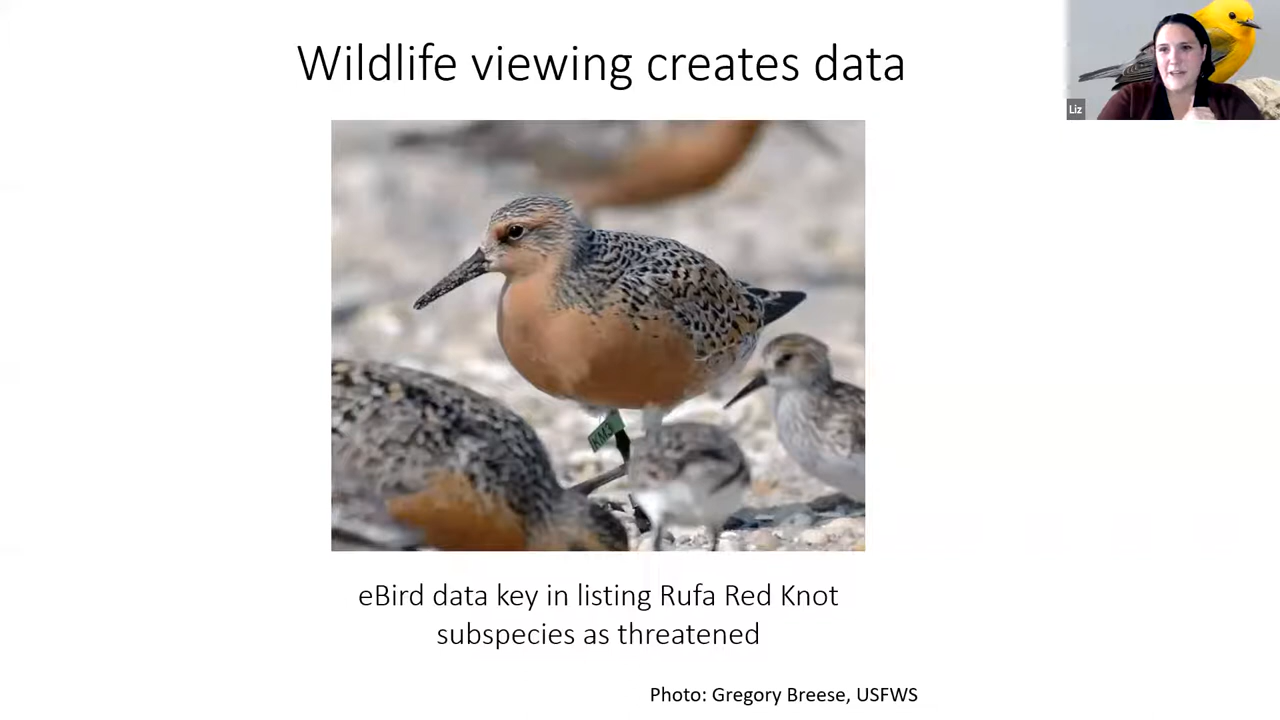 Wildlife viewing creates data
Liz
eBird data key in listing Rufa Red Knot
subspecies as threatened
Photo: Gregory Breese, USFWS